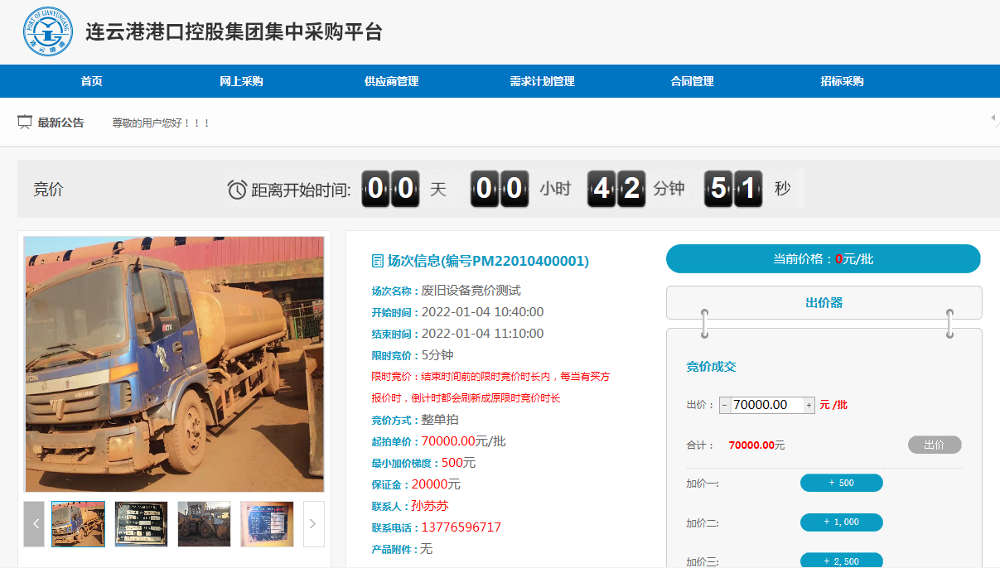 连云港港口控股集团集中采购平台
首页 网上采购 供应商管理 需求计划管理 合同管理 招标采购
最新公告 尊敬的用户您好！！！
竞价 距离开始时间: 00 天 00 小时 42 分钟 51 秒
场次信息(编号PM22010400001)
场次名称：废旧设备竞价测试
开始时间：2022-01-04 10:40:00
结束时间：2022-01-04 11:10:00
限时竞价：5分钟
限时竞价：结束时间前的限时竞价时长内，每当有买方
报价时，倒计时都会刷新成原限时竞价时长
竞价方式：整单拍
起拍单价：70000.00元/批
最小加价梯度：500元
保证金：20000元
联系人：孙苏苏
联系电话：13776596717
产品附件：无
当前价格：0元/批
出价器
竞价成交
出价： - 70000.00 + 元 /批
合计： 70000.00元 出价
加价一: + 500
加价二: + 1,000
加价三: + 2,500